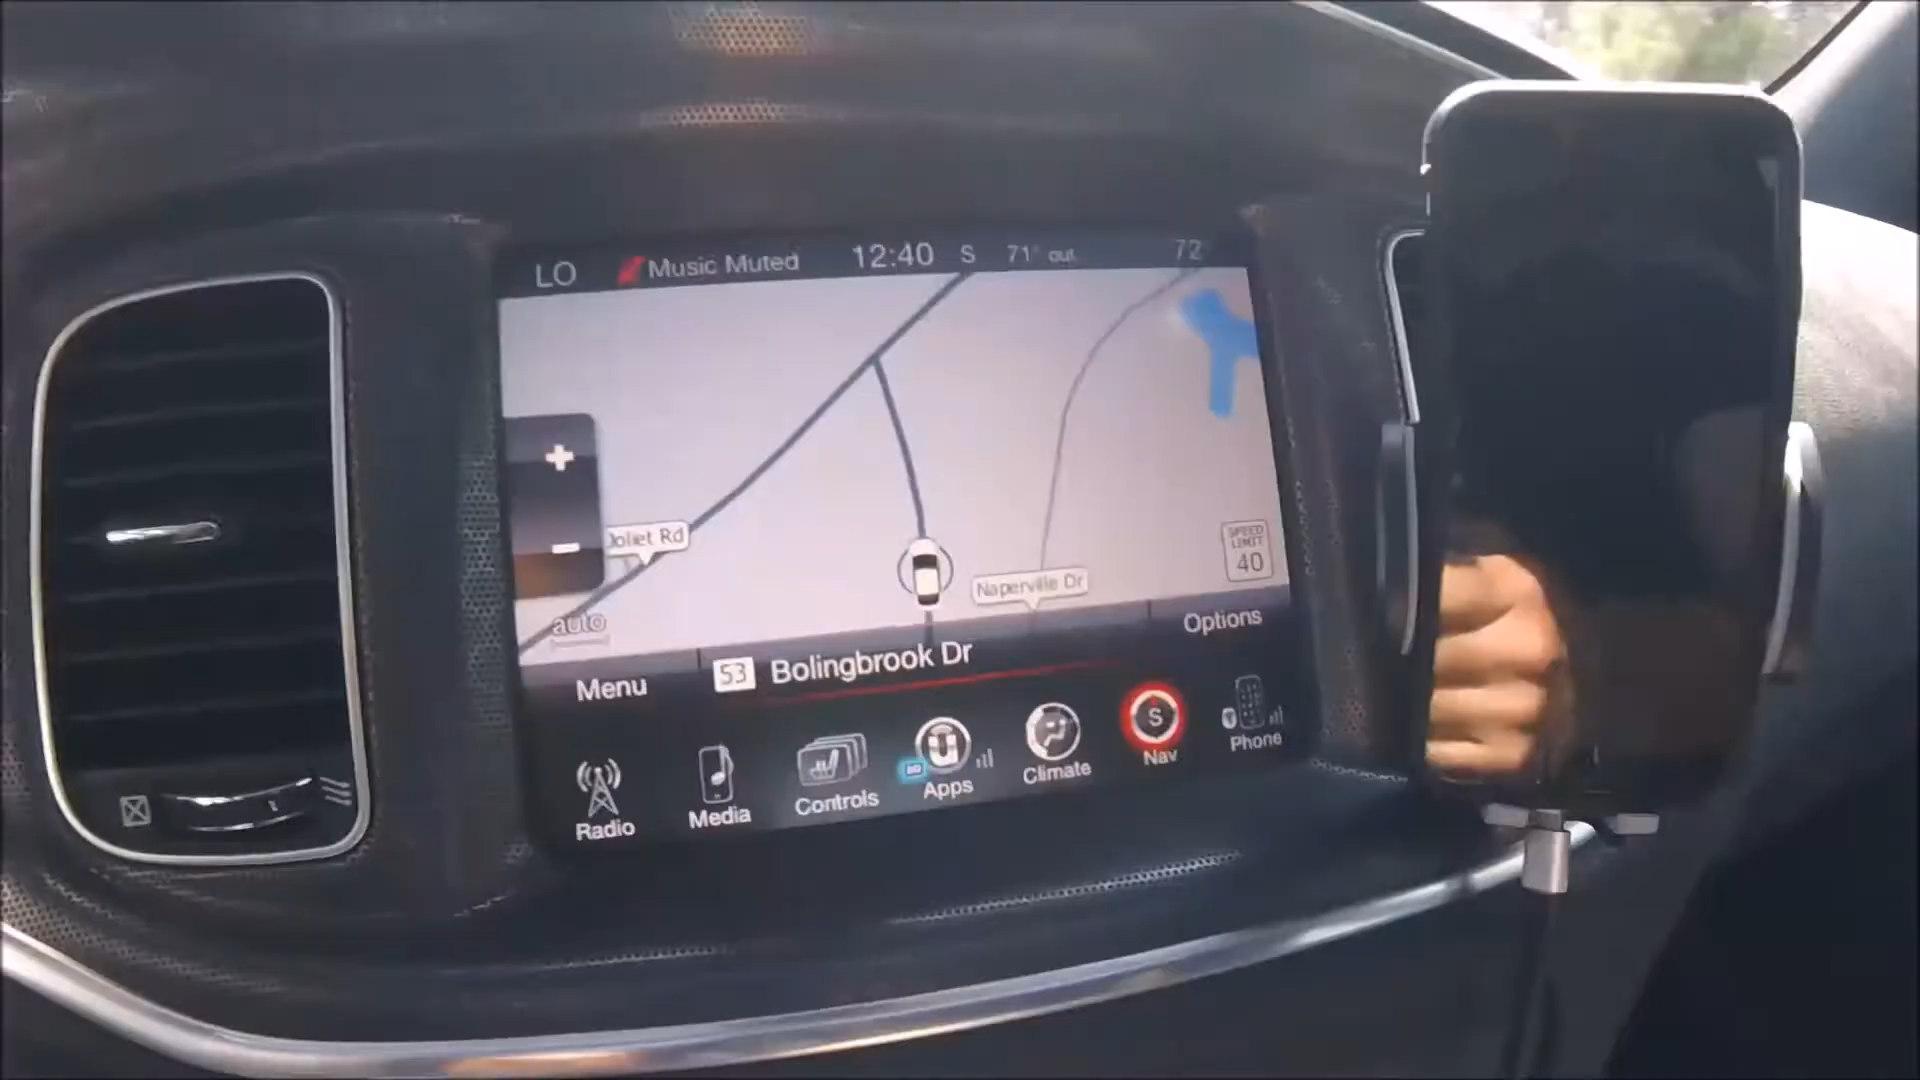 LO Music Muted 12:40 S 71° out 72
+
Joliet Rd
Naperville Dr
SPEED
LIMIT
40
auto
Menu 53 Bolingbrook Dr Options
S
Radio Media Controls Apps Climate Nav Phone